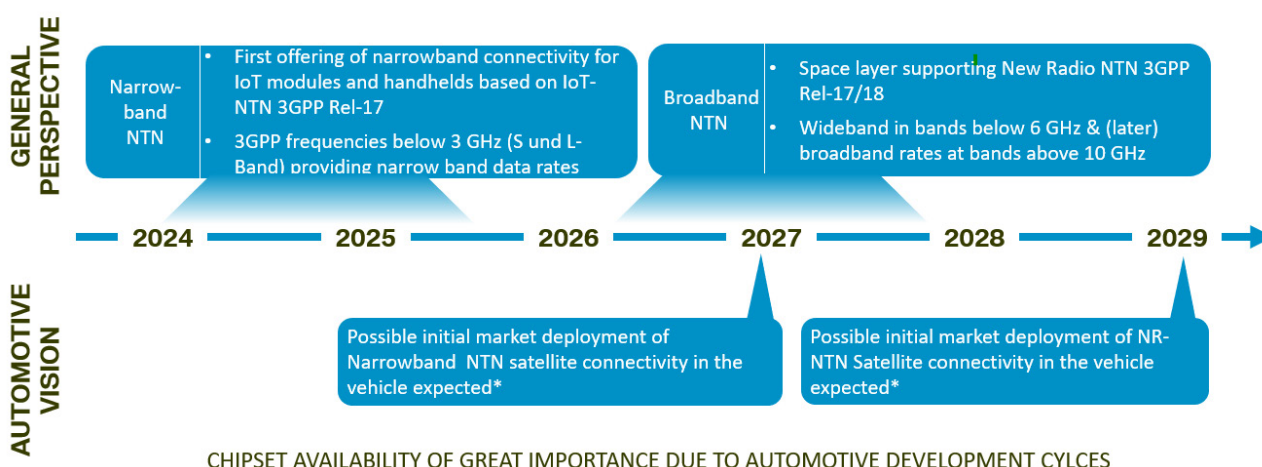 GENERAL
PERSPECTIVE
Narrow-
band
NTN
• First offering of narrowband connectivity for
IoT modules and handhelds based on IoT-
NTN 3GPP Rel-17
• 3GPP frequencies below 3 GHz (S und L-
Band) providing narrow band data rates
Broadband
NTN
• Space layer supporting New Radio NTN 3GPP
Rel-17/18
• Wideband in bands below 6 GHz & (later)
broadband rates at bands above 10 GHz
2024 2025 2026 2027 2028 2029
AUTOMOTIVE
VISION
Possible initial market deployment of
Narrowband NTN satellite connectivity in the
vehicle expected*
Possible initial market deployment of NR-
NTN Satellite connectivity in the vehicle
expected*
CHIPSET AVAILABILITY OF GREAT IMPORTANCE DUE TO AUTOMOTIVE DEVELOPMENT CYLCES